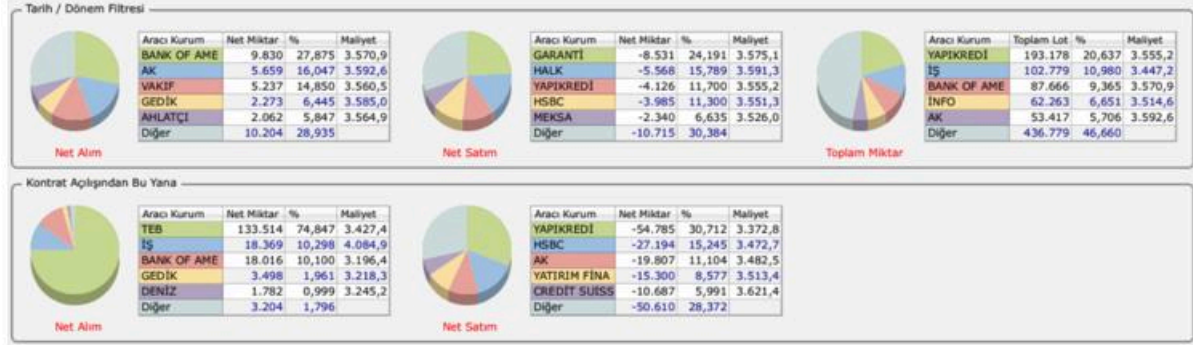 Tarih / Dönem Filtresi
Aracı Kurum Net Miktar % Maliyet
BANK OF AME 9.830 27,875 3.570,9
AK 5.659 16,047 3.592,6
VAKIF 5.237 14,850 3.560,5
GEDİK 2.273 6,445 3.585,0
AHLATÇI 2.062 5,847 3.564,9
Diğer 10.204 28,935
Net Alım
Aracı Kurum Net Miktar % Maliyet
GARANTİ -8.531 24,191 3.575,1
HALK -5.568 15,789 3.591,3
YAPIKREDİ -4.126 11,700 3.555,2
HSBC -3.985 11,300 3.551,3
MEKSA -2.340 6,635 3.526,0
Diğer -10.715 30,384
Net Satım
Aracı Kurum Toplam Lot % Maliyet
YAPIKREDİ 193.178 20,637 3.555,2
İŞ 102.779 10,980 3.447,2
BANK OF AME 87.666 9,365 3.570,9
İNFO 62.263 6,651 3.514,6
AK 53.417 5,706 3.592,6
Diğer 436.779 46,660
Toplam Miktar
Kontrat Açılışından Bu Yana
Aracı Kurum Net Miktar % Maliyet
TEB 133.514 74,847 3.427,4
İŞ 18.369 10,298 4.084,9
BANK OF AME 18.016 10,100 3.196,4
GEDİK 3.498 1,961 3.218,3
DENİZ 1.782 0,999 3.245,2
Diğer 3.204 1,796
Net Alım
Aracı Kurum Net Miktar % Maliyet
YAPIKREDİ -54.785 30,712 3.372,8
HSBC -27.194 15,245 3.472,7
AK -19.807 11,104 3.482,5
YATIRIM FİNA -15.300 8,577 3.513,4
CREDİT SUISS -10.687 5,991 3.621,4
Diğer -50.610 28,372
Net Satım